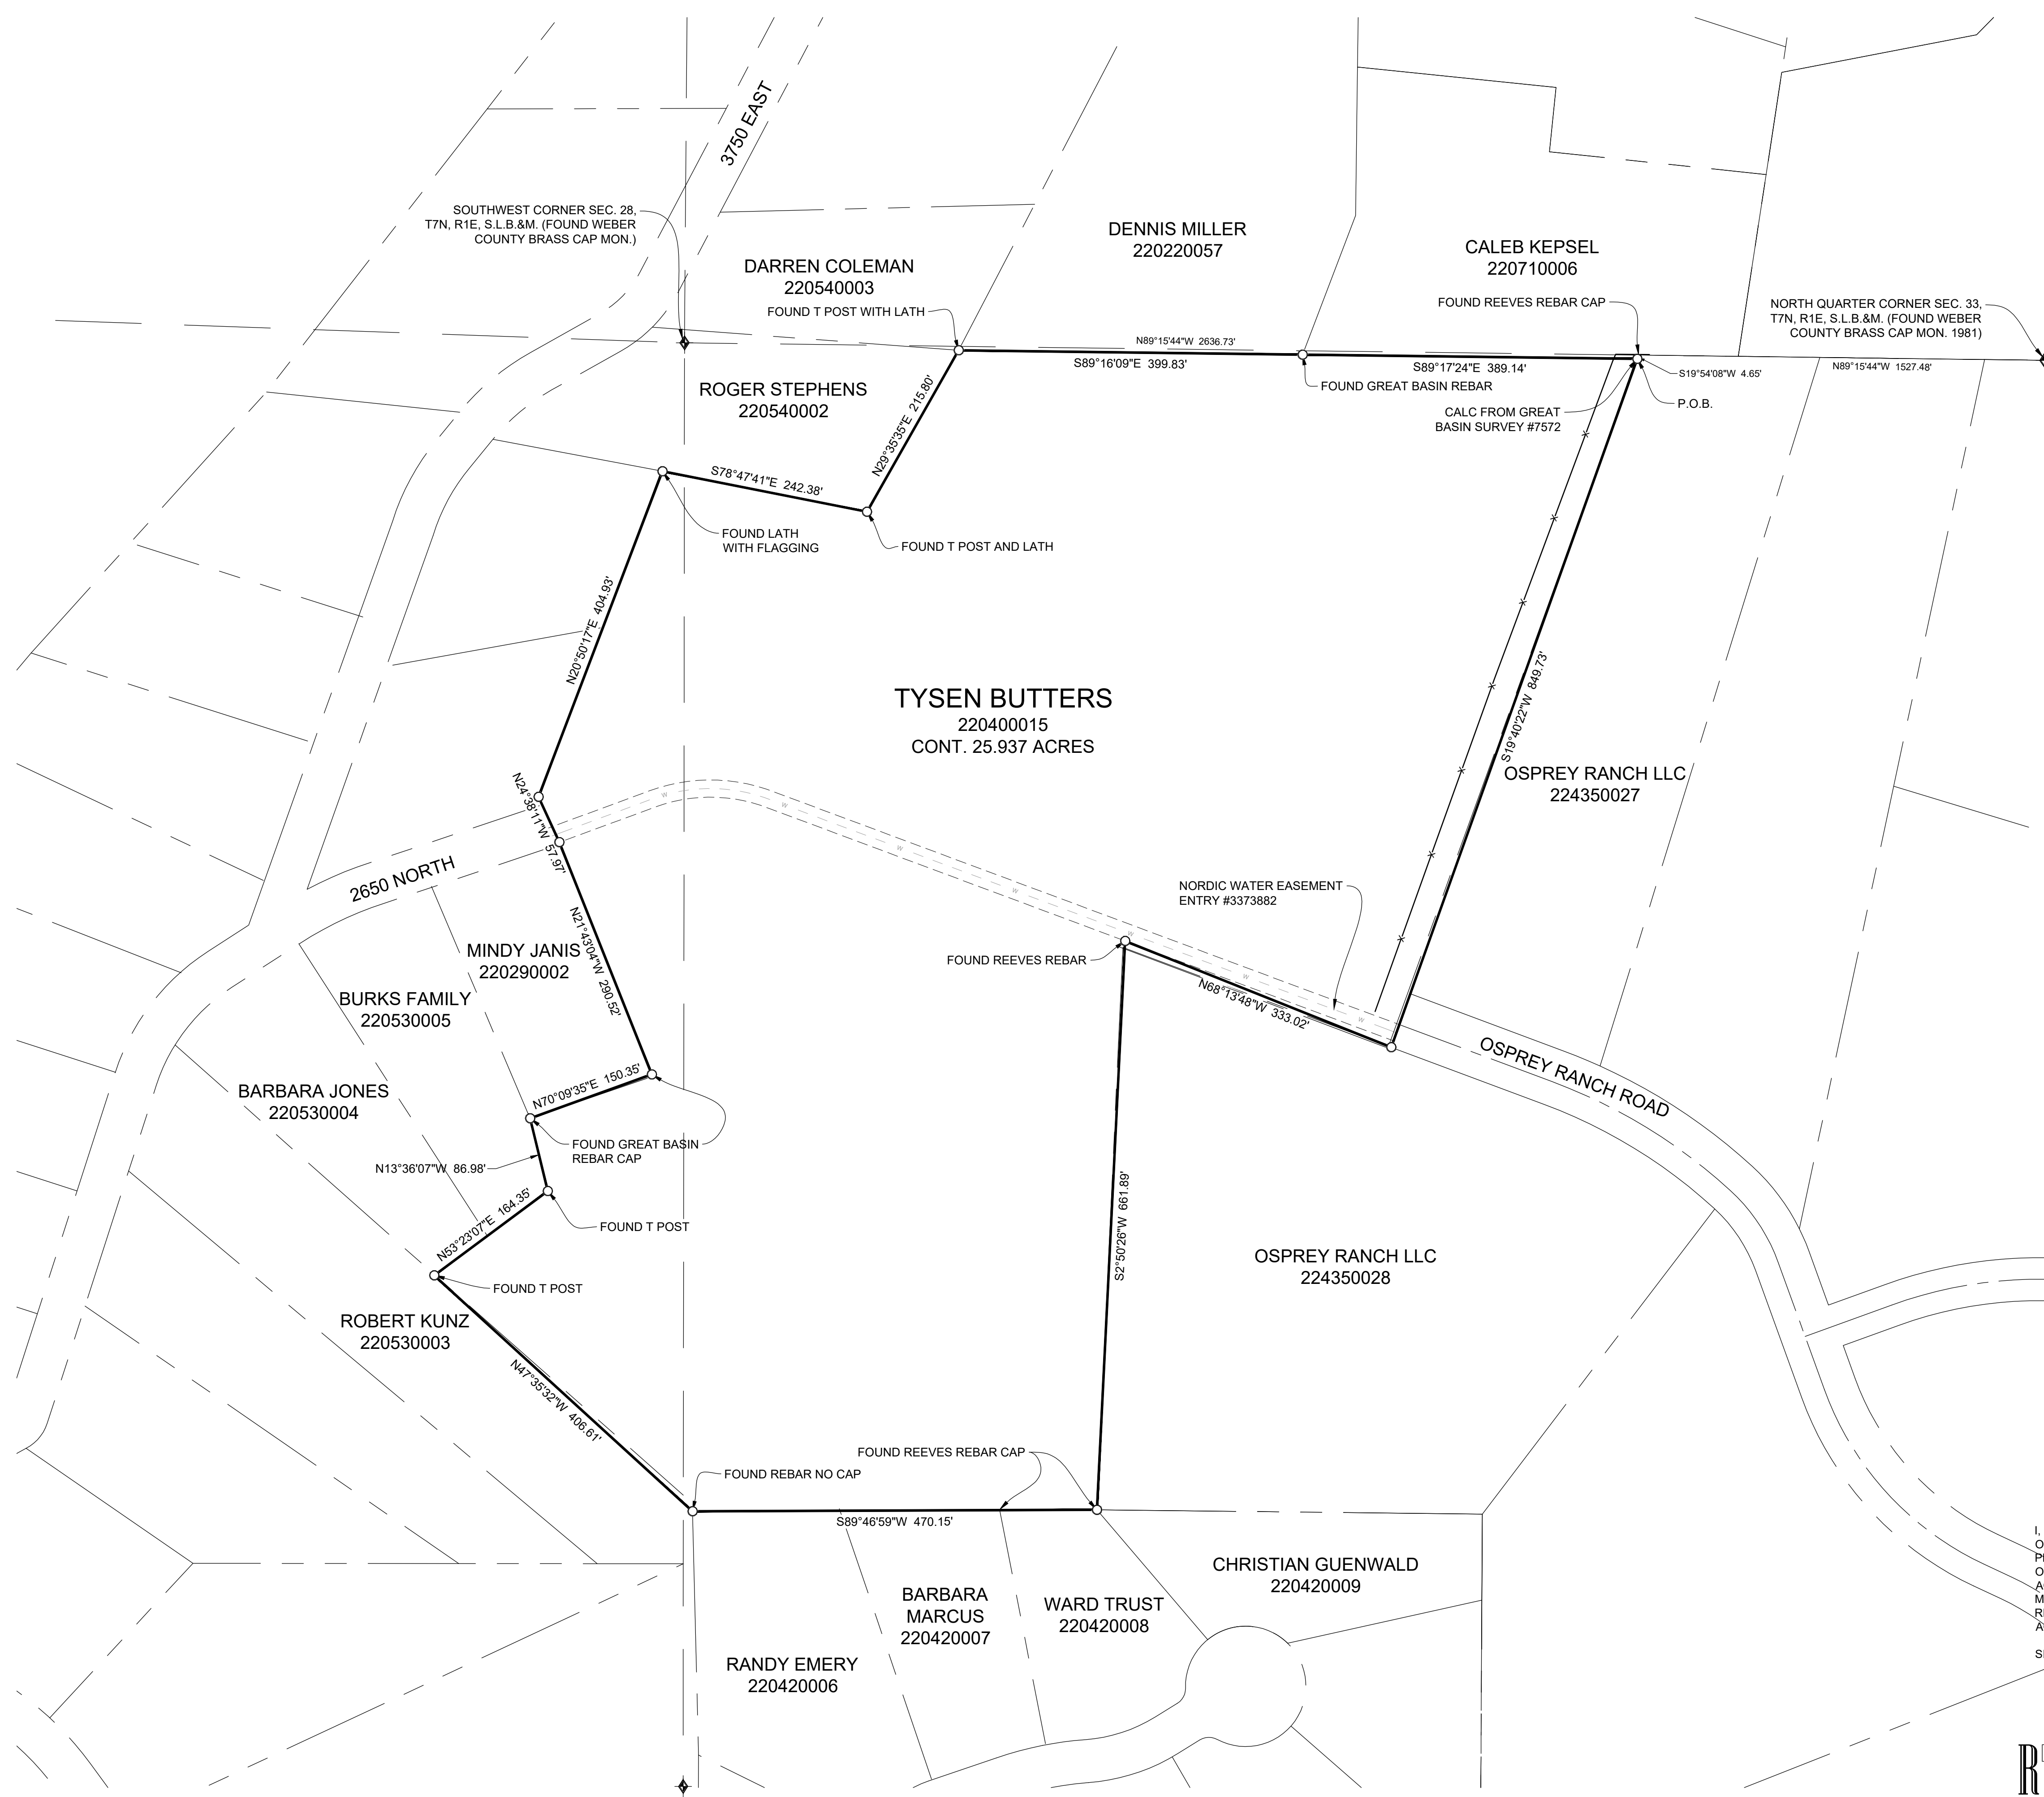 3750 EAST
SOUTHWEST CORNER SEC. 28,
T7N, R1E, S.L.B.&M. (FOUND WEBER
COUNTY BRASS CAP MON.)
DARREN COLEMAN
220540003
FOUND T POST WITH LATH
DENNIS MILLER
220220057
CALEB KEPSEL
220710006
FOUND REEVES REBAR CAP
NORTH QUARTER CORNER SEC. 33,
T7N, R1E, S.L.B.&M. (FOUND WEBER
COUNTY BRASS CAP MON. 1981)
N89°15'44"W 2636.73'
S89°16'09"E 399.83'
S89°17'24"E 389.14'
S19°54'08"W 4.65'
N89°15'44"W 1527.48'
FOUND GREAT BASIN REBAR
P.O.B.
CALC FROM GREAT
BASIN SURVEY #7572
ROGER STEPHENS
220540002
N29°35'35"E 215.80'
S78°47'41"E 242.38'
FOUND LATH
WITH FLAGGING
FOUND T POST AND LATH
N20°50'17"E 404.93'
TYSEN BUTTERS
220400015
CONT. 25.937 ACRES
S19°40'22"W 849.73'
OSPREY RANCH LLC
224350027
N24°38'11"W 57.97'
2650 NORTH
W
W
W
W
W
W
W
NORDIC WATER EASEMENT
ENTRY #3373882
N21°43'04"W 290.52'
MINDY JANIS
220290002
FOUND REEVES REBAR
N68°13'48"W 333.02'
BURKS FAMILY
220530005
OSPREY RANCH ROAD
BARBARA JONES
220530004
N70°09'35"E 150.35'
FOUND GREAT BASIN
REBAR CAP
N13°36'07"W 86.98'
N53°23'07"E 164.35'
FOUND T POST
S2°50'26"W 661.89'
OSPREY RANCH LLC
224350028
FOUND T POST
ROBERT KUNZ
220530003
N47°35'32"W 406.61'
FOUND REEVES REBAR CAP
FOUND REBAR NO CAP
S89°46'59"W 470.15'
CHRISTIAN GUENWALD
220420009
BARBARA
MARCUS
220420007
WARD TRUST
220420008
RANDY EMERY
220420006
I,
R